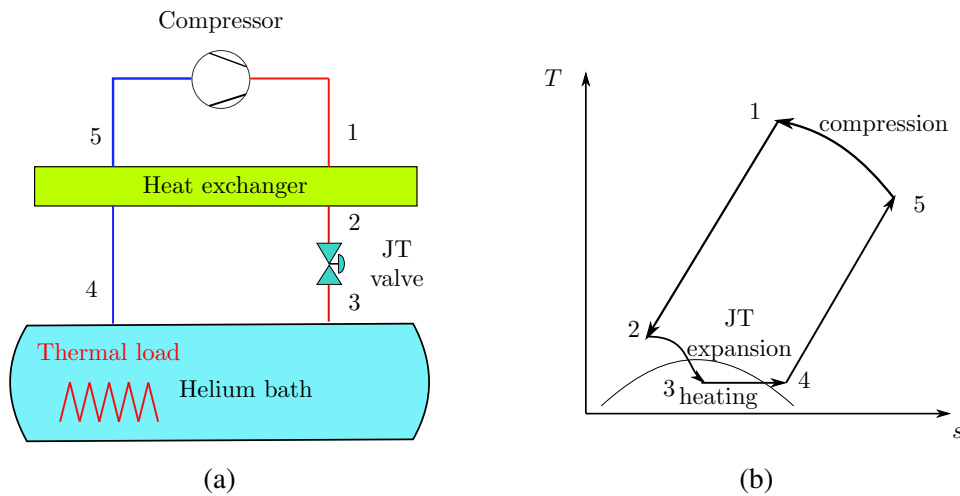 Compressor
5
1
Heat exchanger
2
JT
valve
4
3
Thermal load
Helium bath
(a)
T
1
compression
5
2
JT
expansion
3
4
heating
s
(b)